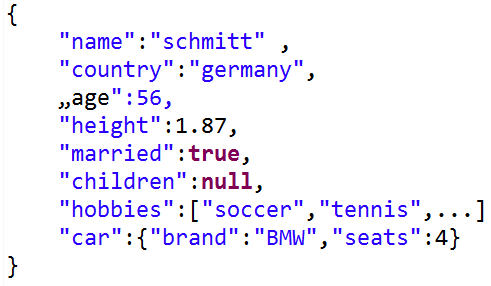 {
"name":"schmitt" ,
"country":"germany",
„age":56,
"height":1.87,
"married":true,
"children":null,
"hobbies":["soccer","tennis",...]
"car":{"brand":"BMW","seats":4}
}